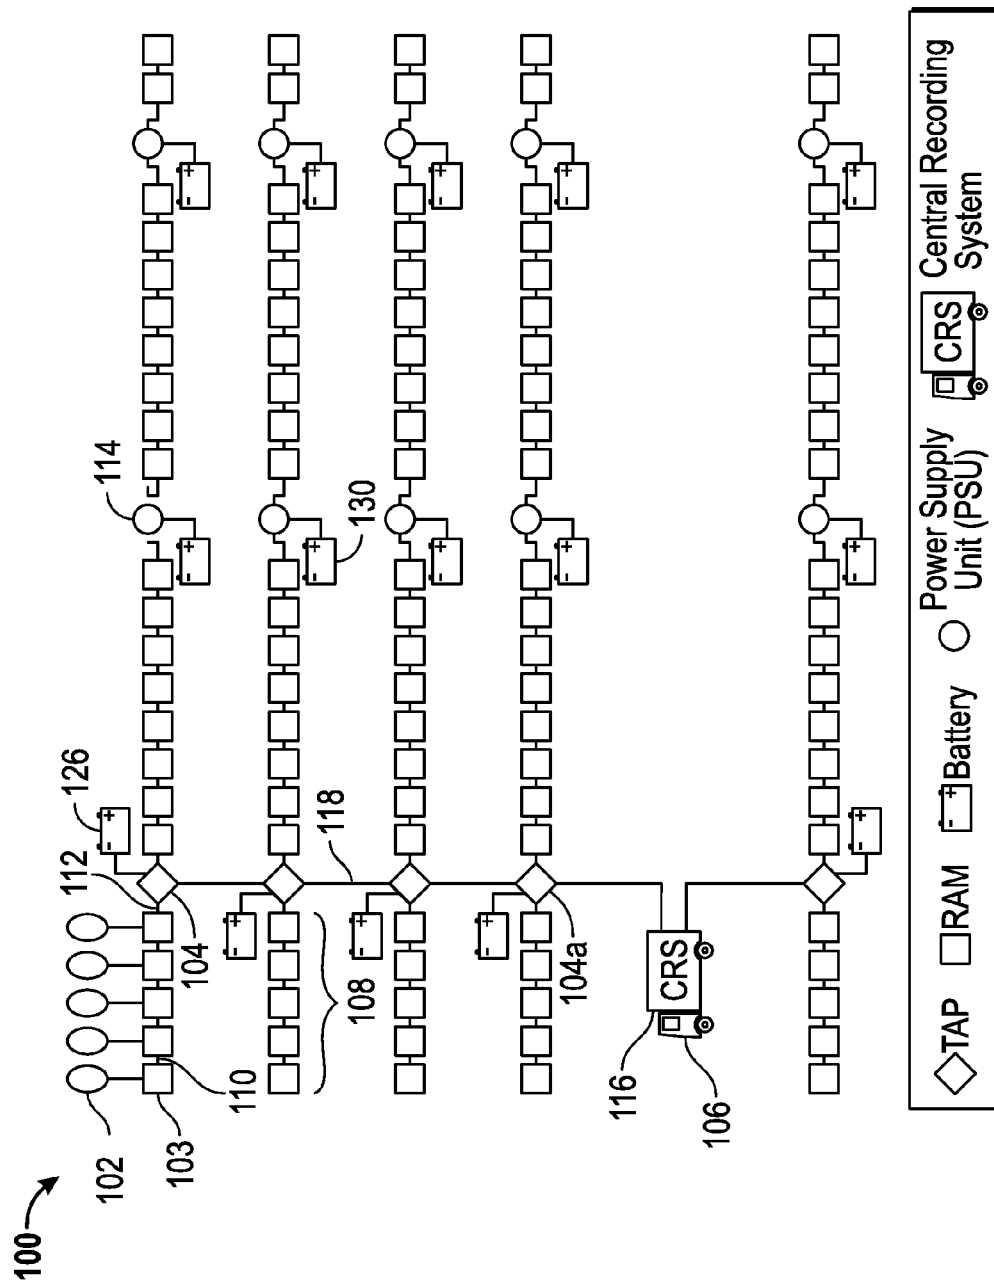 100
102
112
126
114
103
104
110
118
108
130
104a
116
CRS
106
TAP
RAM
Battery
Power Supply
Unit (PSU)
CRS
Central Recording
System